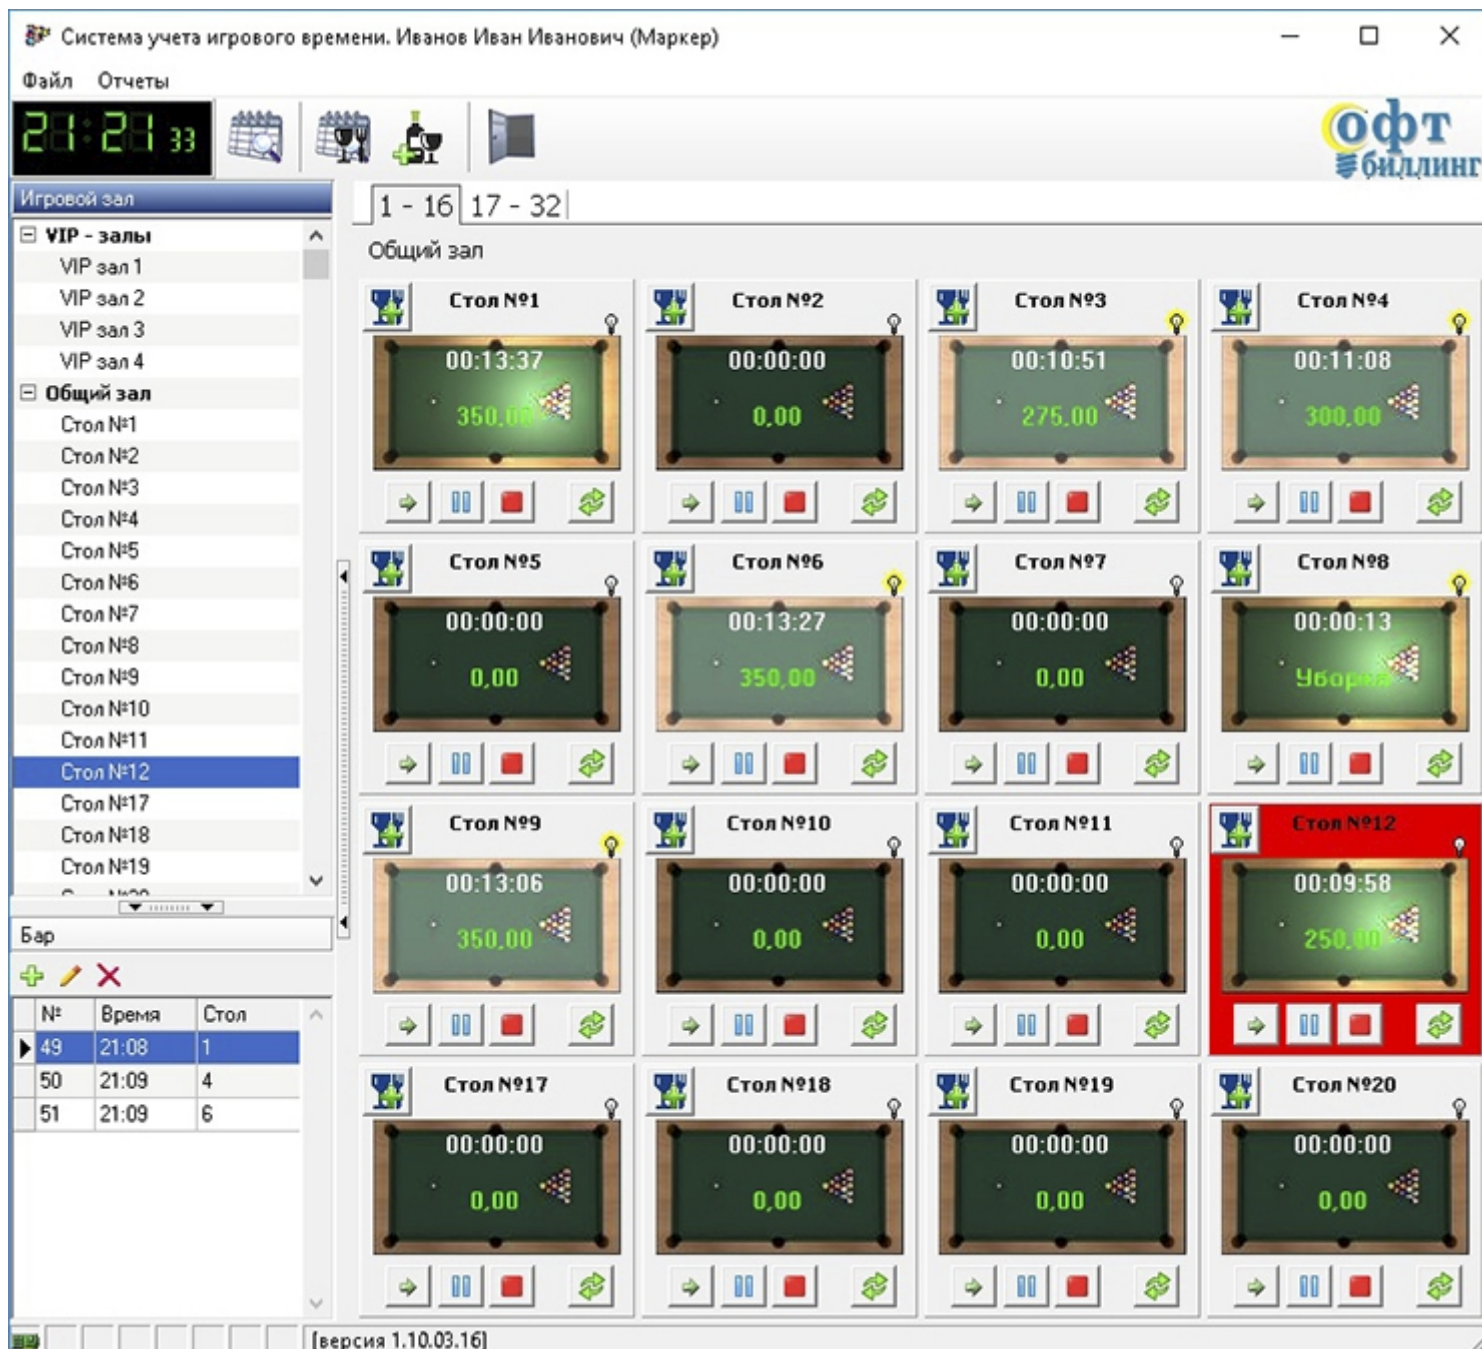 Система учета игрового времени. Иванов Иван Иванович (Маркер)
Файл Отчеты
21:21 33
Софт
биллинг
Игровой зал
VIP - залы
VIP зал 1
VIP зал 2
VIP зал 3
VIP зал 4
Общий зал
Стол №1
Стол №2
Стол №3
Стол №4
Стол №5
Стол №6
Стол №7
Стол №8
Стол №9
Стол №10
Стол №11
Стол №12
Стол №17
Стол №18
Стол №19
Бар
№ Время Стол
49 21:08 1
50 21:09 4
51 21:09 6
1 - 16 17 - 32
Общий зал
Стол №1 Стол №2 Стол №3 Стол №4
00:13:37 00:00:00 00:10:51 00:11:08
350,00 0,00 275,00 300,00
Стол №5 Стол №6 Стол №7 Стол №8
00:00:00 00:13:27 00:00:00 00:00:13
0,00 350,00 0,00
Стол №9 Стол №10 Стол №11 Стол №12
00:13:06 00:00:00 00:00:00 00:09:58
350,00 0,00 0,00 250,00
Стол №17 Стол №18 Стол №19 Стол №20
00:00:00 00:00:00 00:00:00 00:00:00
0,00 0,00 0,00 0,00
[версия 1.10.03.16]